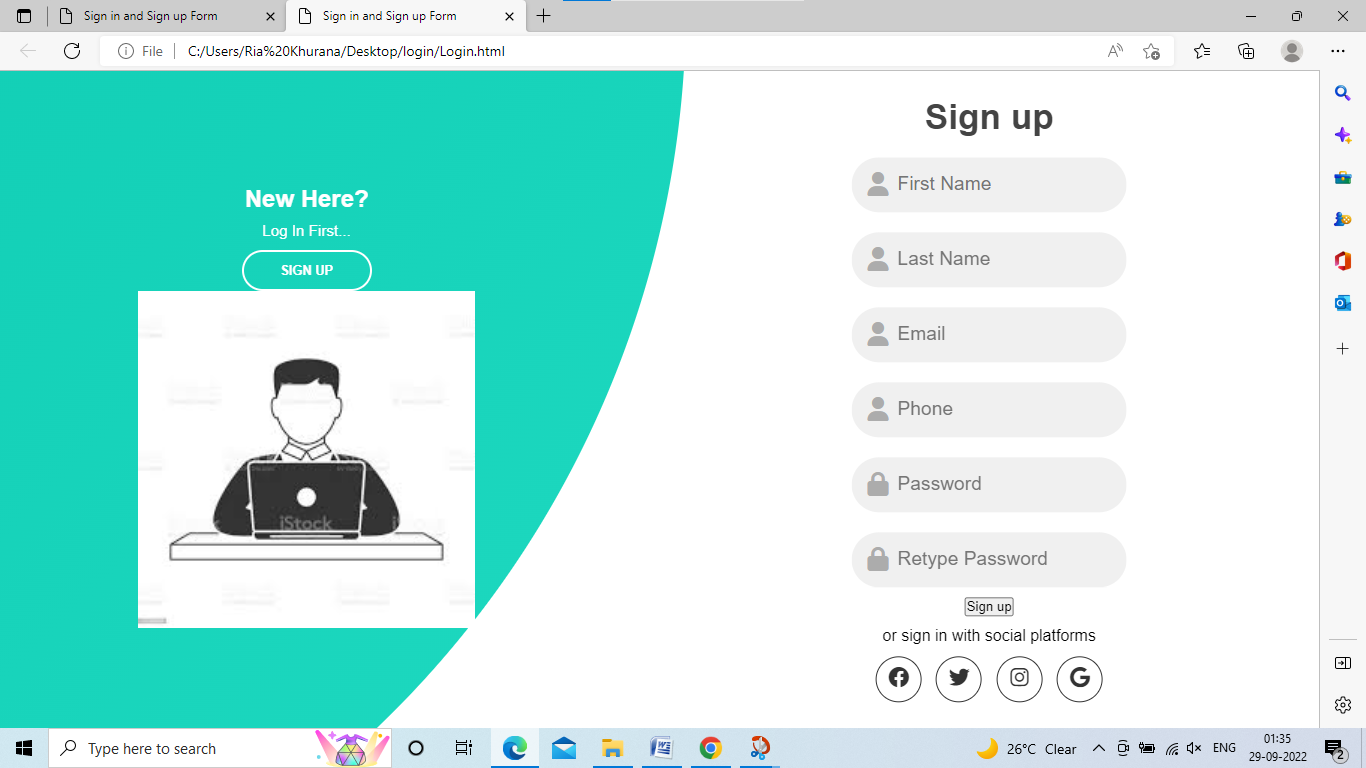 Sign in and Sign up Form
Sign in and Sign up Form
File
C:/Users/Ria%20Khurana/Desktop/login/Login.html
New Here?
Log In First...
SIGN UP
iStock
Sign up
First Name
Last Name
Email
Phone
Password
Retype Password
Sign up
or sign in with social platforms
Type here to search
26°C Clear
ENG
01:35
29-09-2022
2